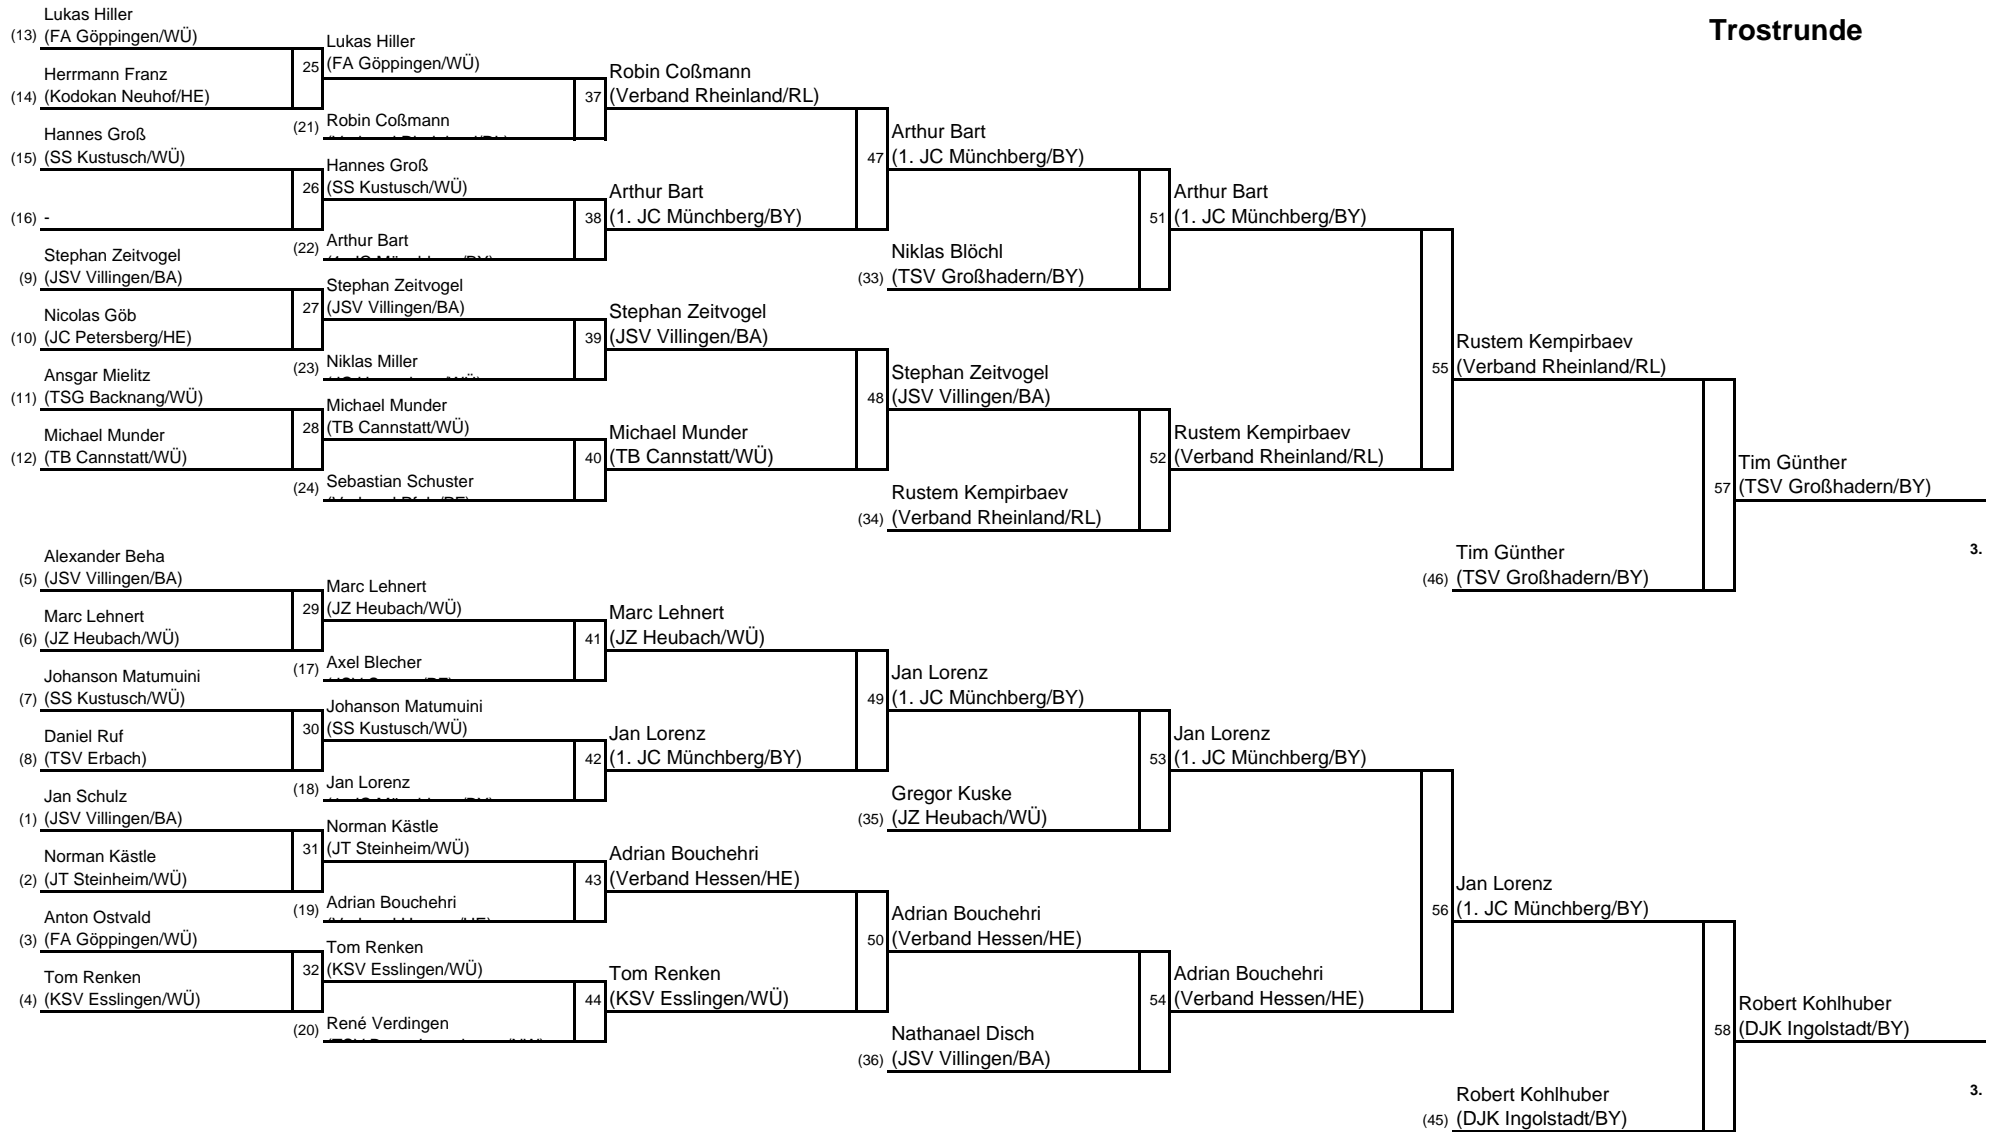 Trostrunde
Lukas Hiller
(13) (FA Göppingen/WÜ)
Herrmann Franz
(14) (Kodokan Neuhof/HE)
Hannes Groß
(15) (SS Kustusch/WÜ)
(16) -
Stephan Zeitvogel
(9) (JSV Villingen/BA)
Nicolas Göb
(10) (JC Petersberg/HE)
Ansgar Mielitz
(11) (TSG Backnang/WÜ)
Michael Munder
(12) (TB Cannstatt/WÜ)
Alexander Beha
(5) (JSV Villingen/BA)
Marc Lehnert
(6) (JZ Heubach/WÜ)
Johanson Matumuini
(7) (SS Kustusch/WÜ)
Daniel Ruf
(8) (TSV Erbach)
Jan Schulz
(1) (JSV Villingen/BA)
Norman Kästle
(2) (JT Steinheim/WÜ)
Anton Ostvald
(3) (FA Göppingen/WÜ)
Tom Renken
(4) (KSV Esslingen/WÜ)
Lukas Hiller
25 (FA Göppingen/WÜ)
(21) Robin Coßmann
Hannes Groß
26 (SS Kustusch/WÜ)
(22) Arthur Bart
Stephan Zeitvogel
27 (JSV Villingen/BA)
(23) Niklas Miller
Michael Munder
28 (TB Cannstatt/WÜ)
(24) Sebastian Schuster
Marc Lehnert
29 (JZ Heubach/WÜ)
(17) Axel Blecher
Johanson Matumuini
30 (SS Kustusch/WÜ)
(18) Jan Lorenz
Norman Kästle
31 (JT Steinheim/WÜ)
(19) Adrian Bouchehri
Tom Renken
32 (KSV Esslingen/WÜ)
(20) René Verdingen
Robin Coßmann
37 (Verband Rheinland/RL)
Arthur Bart
38 (1. JC Münchberg/BY)
Stephan Zeitvogel
39 (JSV Villingen/BA)
Michael Munder
40 (TB Cannstatt/WÜ)
Marc Lehnert
41 (JZ Heubach/WÜ)
Jan Lorenz
42 (1. JC Münchberg/BY)
Adrian Bouchehri
43 (Verband Hessen/HE)
Tom Renken
44 (KSV Esslingen/WÜ)
Arthur Bart
47 (1. JC Münchberg/BY)
Niklas Blöchl
(33) (TSV Großhadern/BY)
Stephan Zeitvogel
48 (JSV Villingen/BA)
Rustem Kempirbaev
(34) (Verband Rheinland/RL)
Jan Lorenz
49 (1. JC Münchberg/BY)
Gregor Kuske
(35) (JZ Heubach/WÜ)
Adrian Bouchehri
50 (Verband Hessen/HE)
Nathanael Disch
(36) (JSV Villingen/BA)
Arthur Bart
51 (1. JC Münchberg/BY)
Rustem Kempirbaev
52 (Verband Rheinland/RL)
Jan Lorenz
53 (1. JC Münchberg/BY)
Adrian Bouchehri
54 (Verband Hessen/HE)
Rustem Kempirbaev
55 (Verband Rheinland/RL)
Tim Günther
(46) (TSV Großhadern/BY)
Jan Lorenz
56 (1. JC Münchberg/BY)
Robert Kohlhuber
(45) (DJK Ingolstadt/BY)
Tim Günther
57 (TSV Großhadern/BY)
3.
Robert Kohlhuber
58 (DJK Ingolstadt/BY)
3.